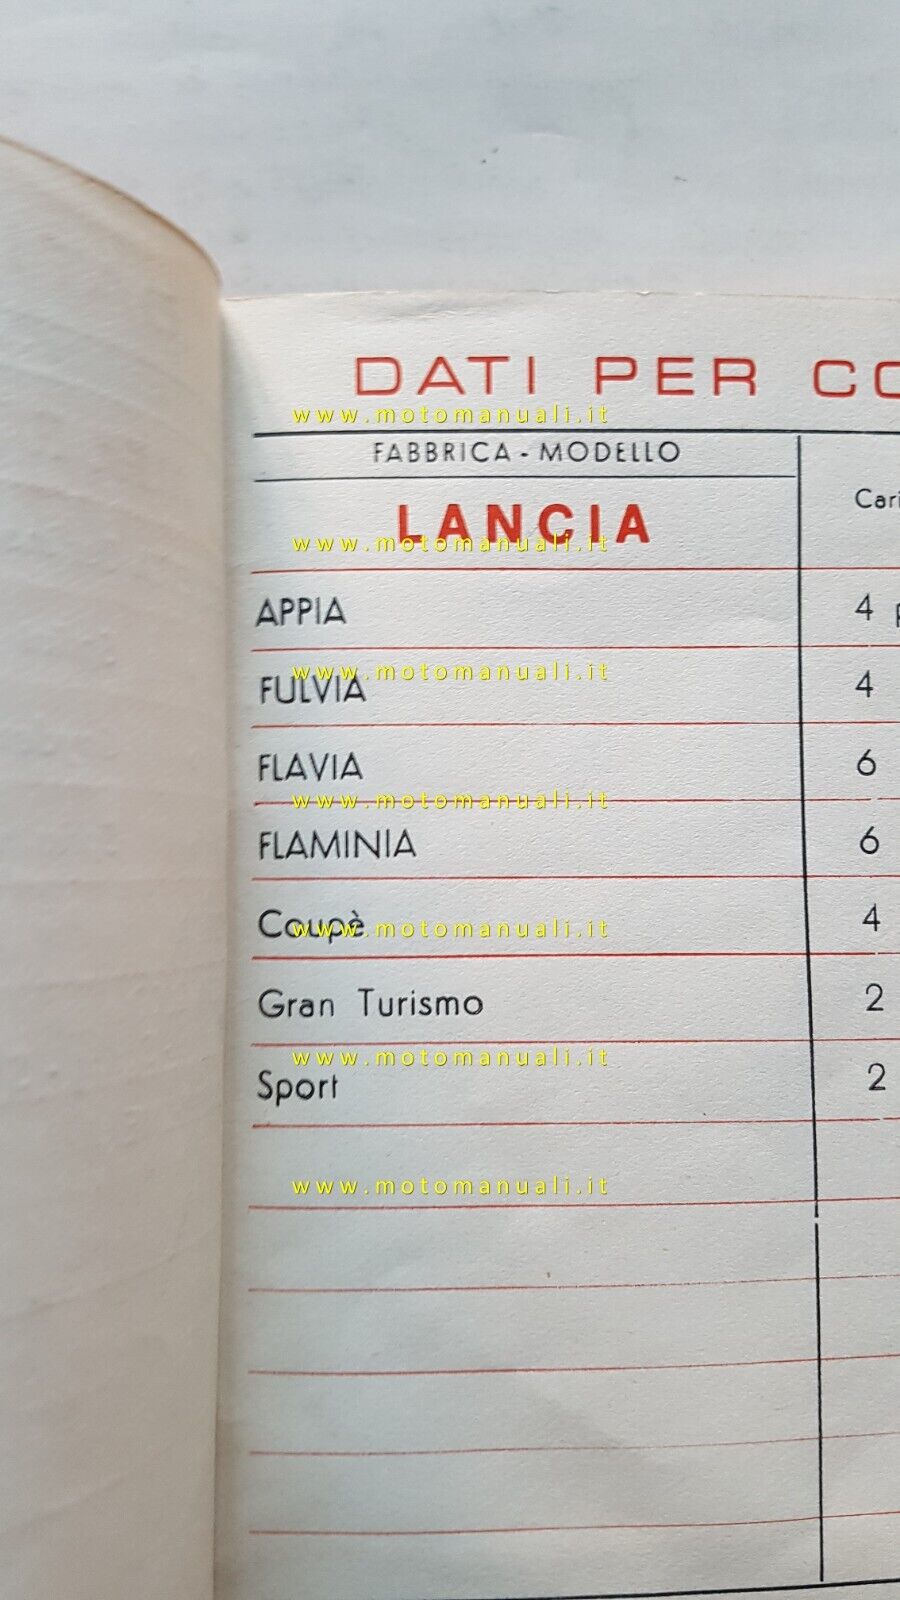 DATI PER CO
www.motomanuali.it
FABBRICA - MODELLO
Cari
LANCIA
www.motomanuali.it
APPIA 4 p
www.motomanuali.it
FULVIA 4
FLAVIA 6
www.motomanuali.it
FLAMINIA 6
Coupè 4
www.motomanuali.it
Gran Turismo 2
www.motomanuali.it
Sport 2
www.motomanuali.it